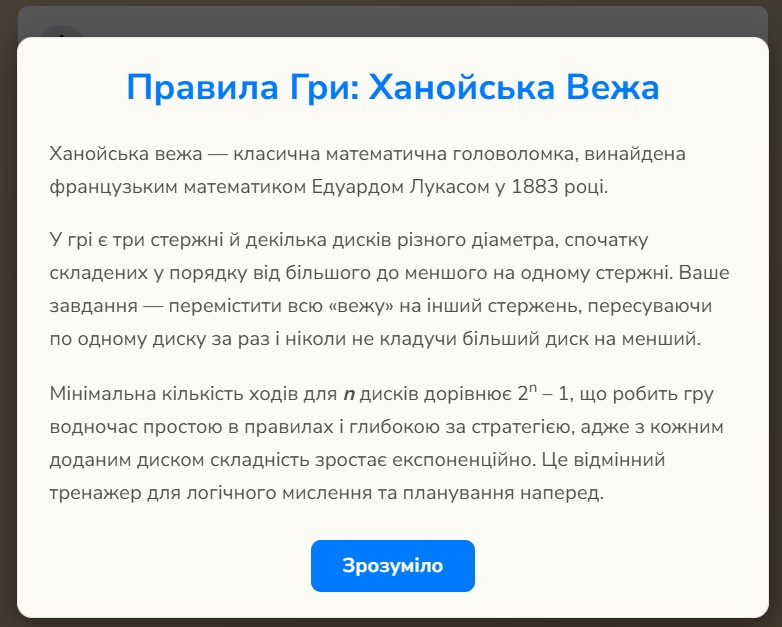 Правила Гри: Ханойська Вежа
Ханойська вежа — класична математична головоломка, винайдена
французьким математиком Едуардом Лукасом у 1883 році.
У грі є три стержні й декілька дисків різного діаметра, спочатку
складених у порядку від більшого до меншого на одному стержні. Ваше
завдання — перемістити всю «вежу» на інший стержень, пересуваючи
по одному диску за раз і ніколи не кладучи більший диск на менший.
Мінімальна кількість ходів для n дисків дорівнює 2ⁿ – 1, що робить гру
водночас простою в правилах і глибокою за стратегією, адже з кожним
доданим диском складність зростає експоненційно. Це відмінний
тренажер для логічного мислення та планування наперед.
Зрозуміло